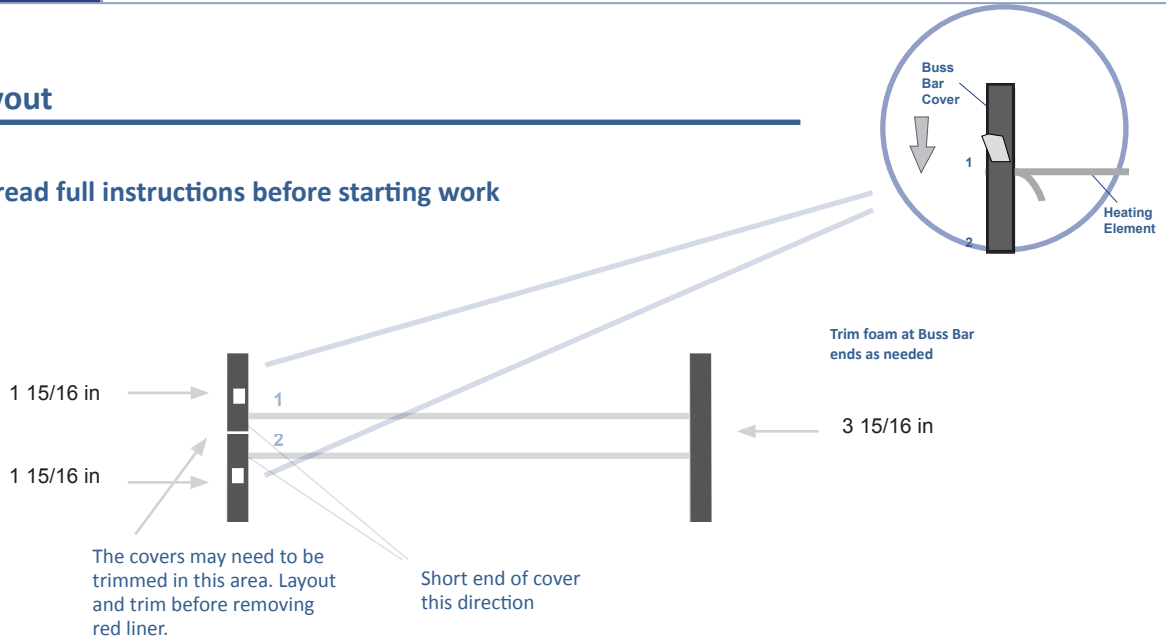 yout
read full instructions before starting work
Buss
Bar
Cover
1
2
Heating
Element
Trim foam at Buss Bar
ends as needed
1 15/16 in
1
2
3 15/16 in
1 15/16 in
The covers may need to be
trimmed in this area. Layout
and trim before removing
red liner.
Short end of cover
this direction